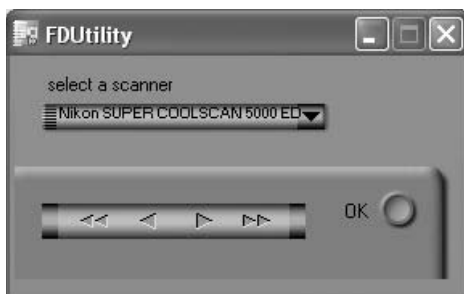 FDUtility
select a scanner
Nikon SUPER COOLSCAN 5000 ED
OK